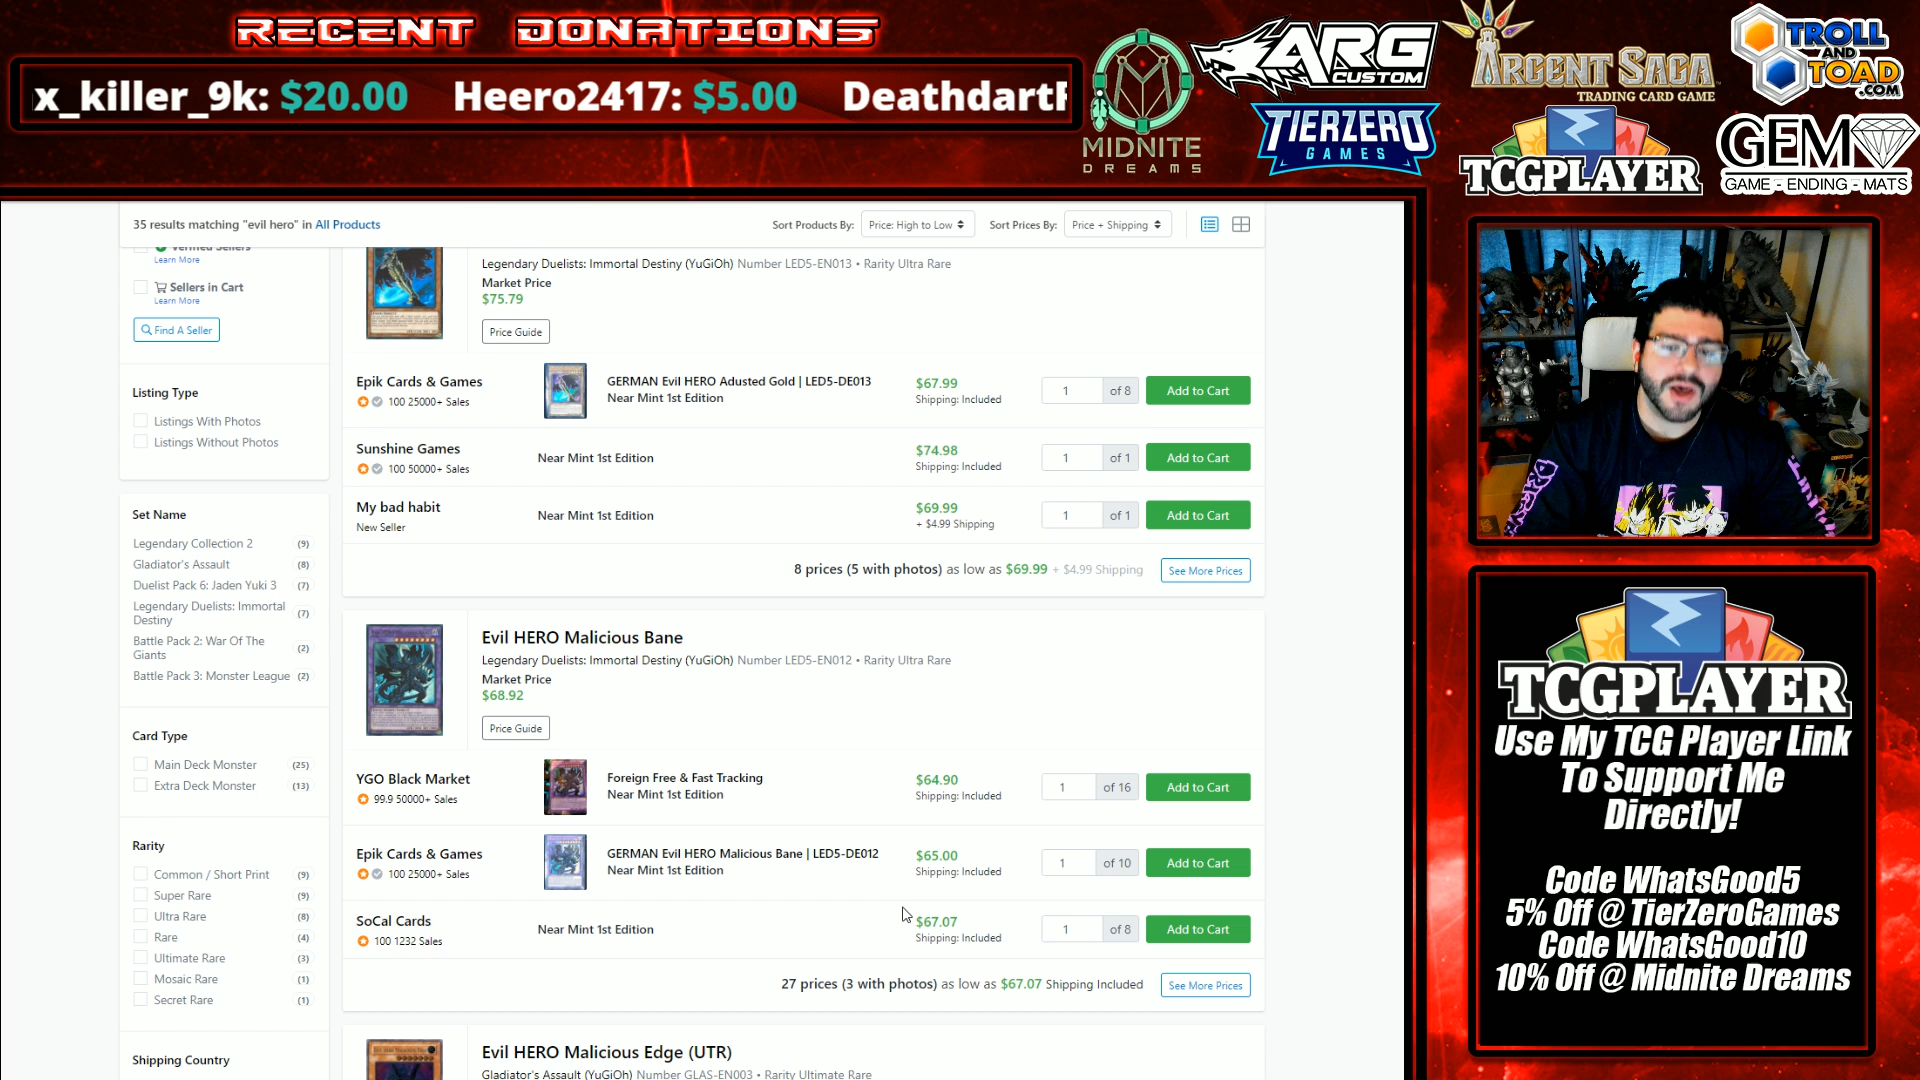 RECENT DONATIONS
x_killer_9k: $20.00 Heero2417: $5.00 Deathdart
MIDNITE
DREAMS
ARG
CUSTOM
TIERZERO
GAMES
ARGENT SAGA
TRADING CARD GAME
TROLL
AND
TOAD
.COM
TCGPLAYER
GEM
GAME - ENDING - MATS
35 results matching "evil hero" in All Products
Sort Products By: Price: High to Low
Sort Prices By: Price + Shipping
Verified Sellers
Learn More
Sellers in Cart
Learn More
Find A Seller
Listing Type
Listings With Photos
Listings Without Photos
Set Name
Legendary Collection 2 (9)
Gladiator's Assault (8)
Duelist Pack 6: Jaden Yuki 3 (7)
Legendary Duelists: Immortal
Destiny (7)
Battle Pack 2: War Of The
Giants (2)
Battle Pack 3: Monster League (2)
Card Type
Main Deck Monster (25)
Extra Deck Monster (13)
Rarity
Common / Short Print (9)
Super Rare (9)
Ultra Rare (8)
Rare (4)
Ultimate Rare (3)
Mosaic Rare (1)
Secret Rare (1)
Shipping Country
Legendary Duelists: Immortal Destiny (YuGiOh) Number LED5-EN013 • Rarity Ultra Rare
Market Price
$75.79
Price Guide
Epik Cards & Games
100 25000+ Sales
GERMAN Evil HERO Adusted Gold | LED5-DE013
Near Mint 1st Edition
$67.99
Shipping: Included
1 of 8
Add to Cart
Sunshine Games
100 50000+ Sales
Near Mint 1st Edition
$74.98
Shipping: Included
1 of 1
Add to Cart
My bad habit
New Seller
Near Mint 1st Edition
$69.99
+ $4.99 Shipping
1 of 1
Add to Cart
8 prices (5 with photos) as low as $69.99 + $4.99 Shipping
See More Prices
Evil HERO Malicious Bane
Legendary Duelists: Immortal Destiny (YuGiOh) Number LED5-EN012 • Rarity Ultra Rare
Market Price
$68.92
Price Guide
YGO Black Market
99.9 50000+ Sales
Foreign Free & Fast Tracking
Near Mint 1st Edition
$64.90
Shipping: Included
1 of 16
Add to Cart
Epik Cards & Games
100 25000+ Sales
GERMAN Evil HERO Malicious Bane | LED5-DE012
Near Mint 1st Edition
$65.00
Shipping: Included
1 of 10
Add to Cart
SoCal Cards
100 1232 Sales
Near Mint 1st Edition
$67.07
Shipping: Included
1 of 8
Add to Cart
27 prices (3 with photos) as low as $67.07 Shipping Included
See More Prices
Evil HERO Malicious Edge (UTR)
Gladiator's Assault (YuGiOh) Number GLAS-EN003 • Rarity Ultimate Rare
TCGPLAYER
Use My TCG Player Link
To Support Me
Directly!
Code WhatsGood5
5% Off @ TierZeroGames
Code WhatsGood10
10% Off @ Midnite Dreams